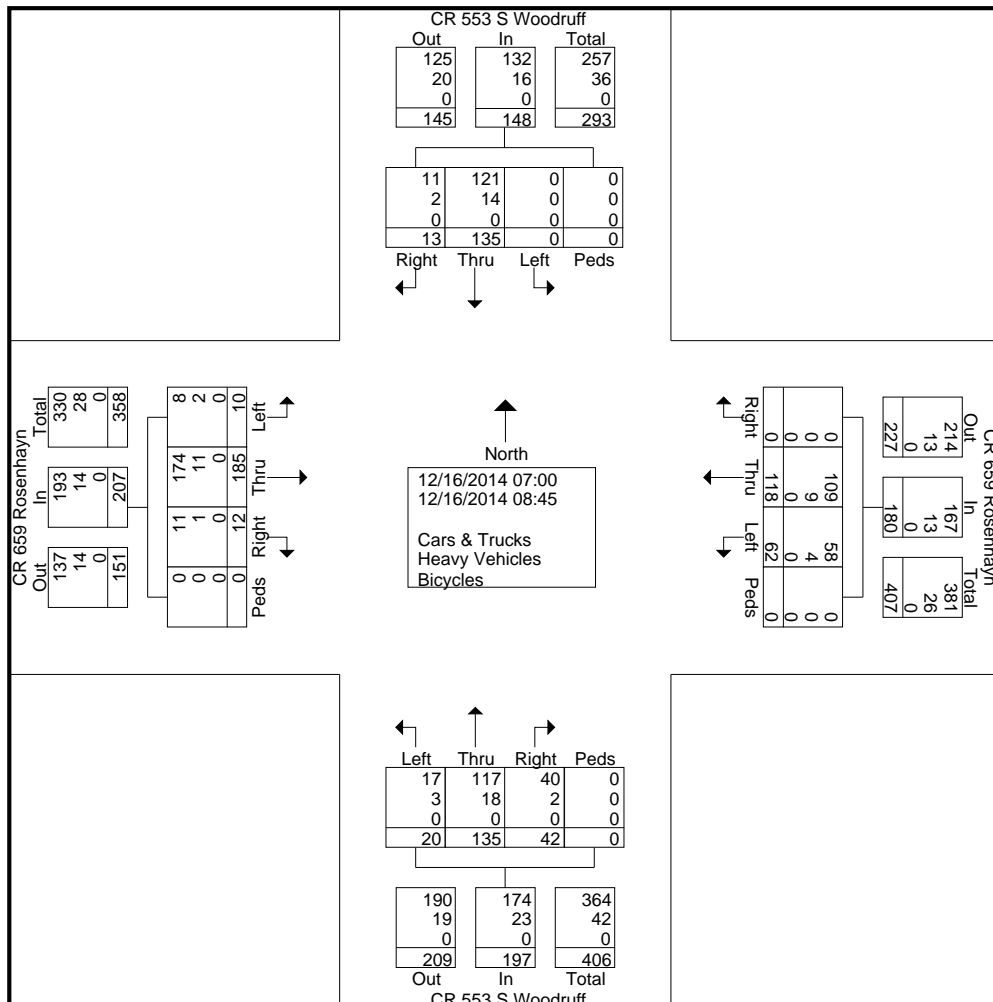 CR 553 S Woodruff
Out In Total
125 132 257
20 16 36
0 0 0
145 148 293
11 121 0 0
2 14 0 0
0 0 0 0
13 135 0 0
Right Thru Left Peds
CR 659 Rosenhayn
Total In Out
330 193 137
28 14 14
0 0 0
358 207 151
8 174 11 0
2 11 1 0
0 0 0 0
10 185 12 0
Left Thru Right Peds
North
12/16/2014 07:00
12/16/2014 08:45
Cars & Trucks
Heavy Vehicles
Bicycles
Right Thru Left Peds
0 118 62 0
0 0 0 0
0 9 4 0
0 109 58 0
CR 659 Rosenhayn
Out In Total
214 167 381
13 13 26
0 0 0
227 180 407
Left Thru Right Peds
17 117 40 0
3 18 2 0
0 0 0 0
20 135 42 0
190 174 364
19 23 42
0 0 0
209 197 406
Out In Total
CR 553 S Woodruff